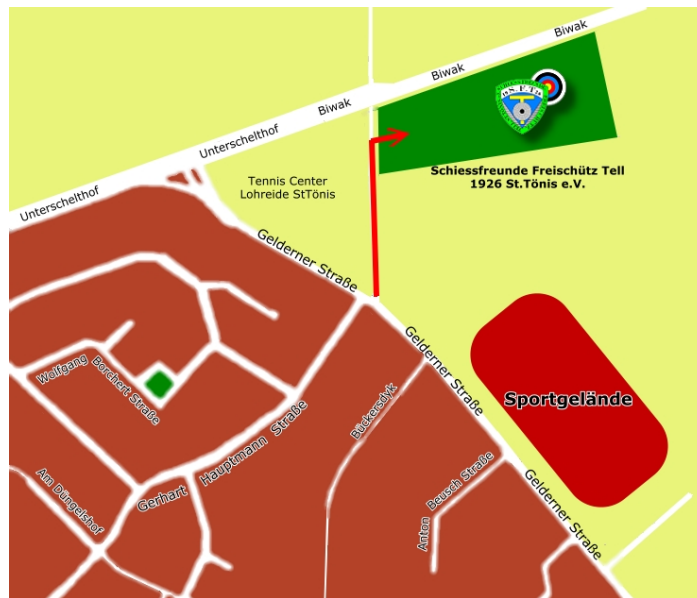 Biwak
Biwak
Biwak
Unterschelthof
Unterschelthof
S.F.T
Schiessfreunde Freischütz Tell
1926 St.Tönis e.V.
Tennis Center
Lohreide StTönis
Gelderner Straße
Gelderner Straße
Gelderner Straße
Sportgelände
Wolfgang
Borchert Straße
Gerhart
Hauptmann Straße
Bückersdyk
Am Düngelshof
Anton
Beusch Straße